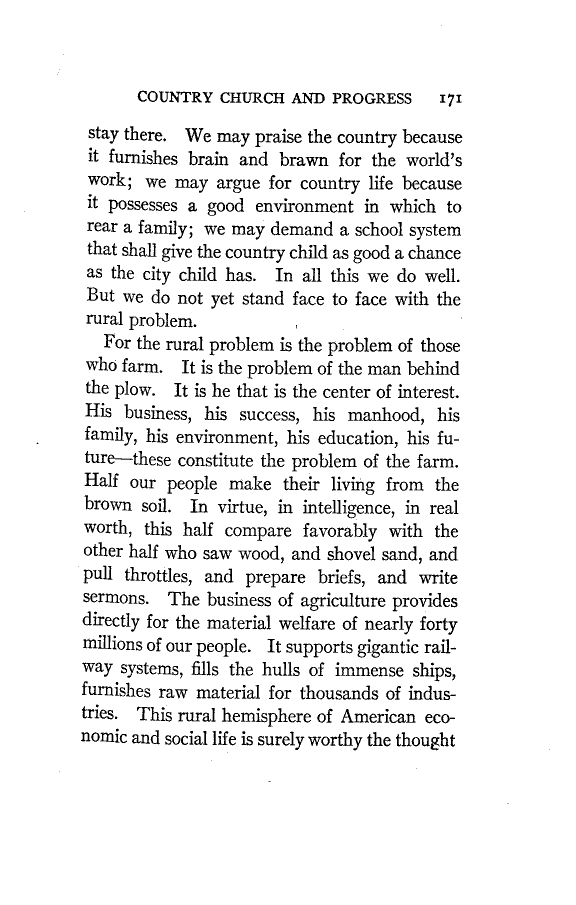 COUNTRY CHURCH AND PROGRESS 171
stay there. We may praise the country because
it furnishes brain and brawn for the world's
work; we may argue for country life because
it possesses a good environment in which to
rear a family; we may demand a school system
that shall give the country child as good a chance
as the city child has. In all this we do well.
But we do not yet stand face to face with the
rural problem.
For the rural problem is the problem of those
who farm. It is the problem of the man behind
the plow. It is he that is the center of interest.
His business, his success, his manhood, his
family, his environment, his education, his fu-
ture—these constitute the problem of the farm.
Half our people make their living from the
brown soil. In virtue, in intelligence, in real
worth, this half compare favorably with the
other half who saw wood, and shovel sand, and
pull throttles, and prepare briefs, and write
sermons. The business of agriculture provides
directly for the material welfare of nearly forty
millions of our people. It supports gigantic rail-
way systems, fills the hulls of immense ships,
furnishes raw material for thousands of indus-
tries. This rural hemisphere of American eco-
nomic and social life is surely worthy the thought